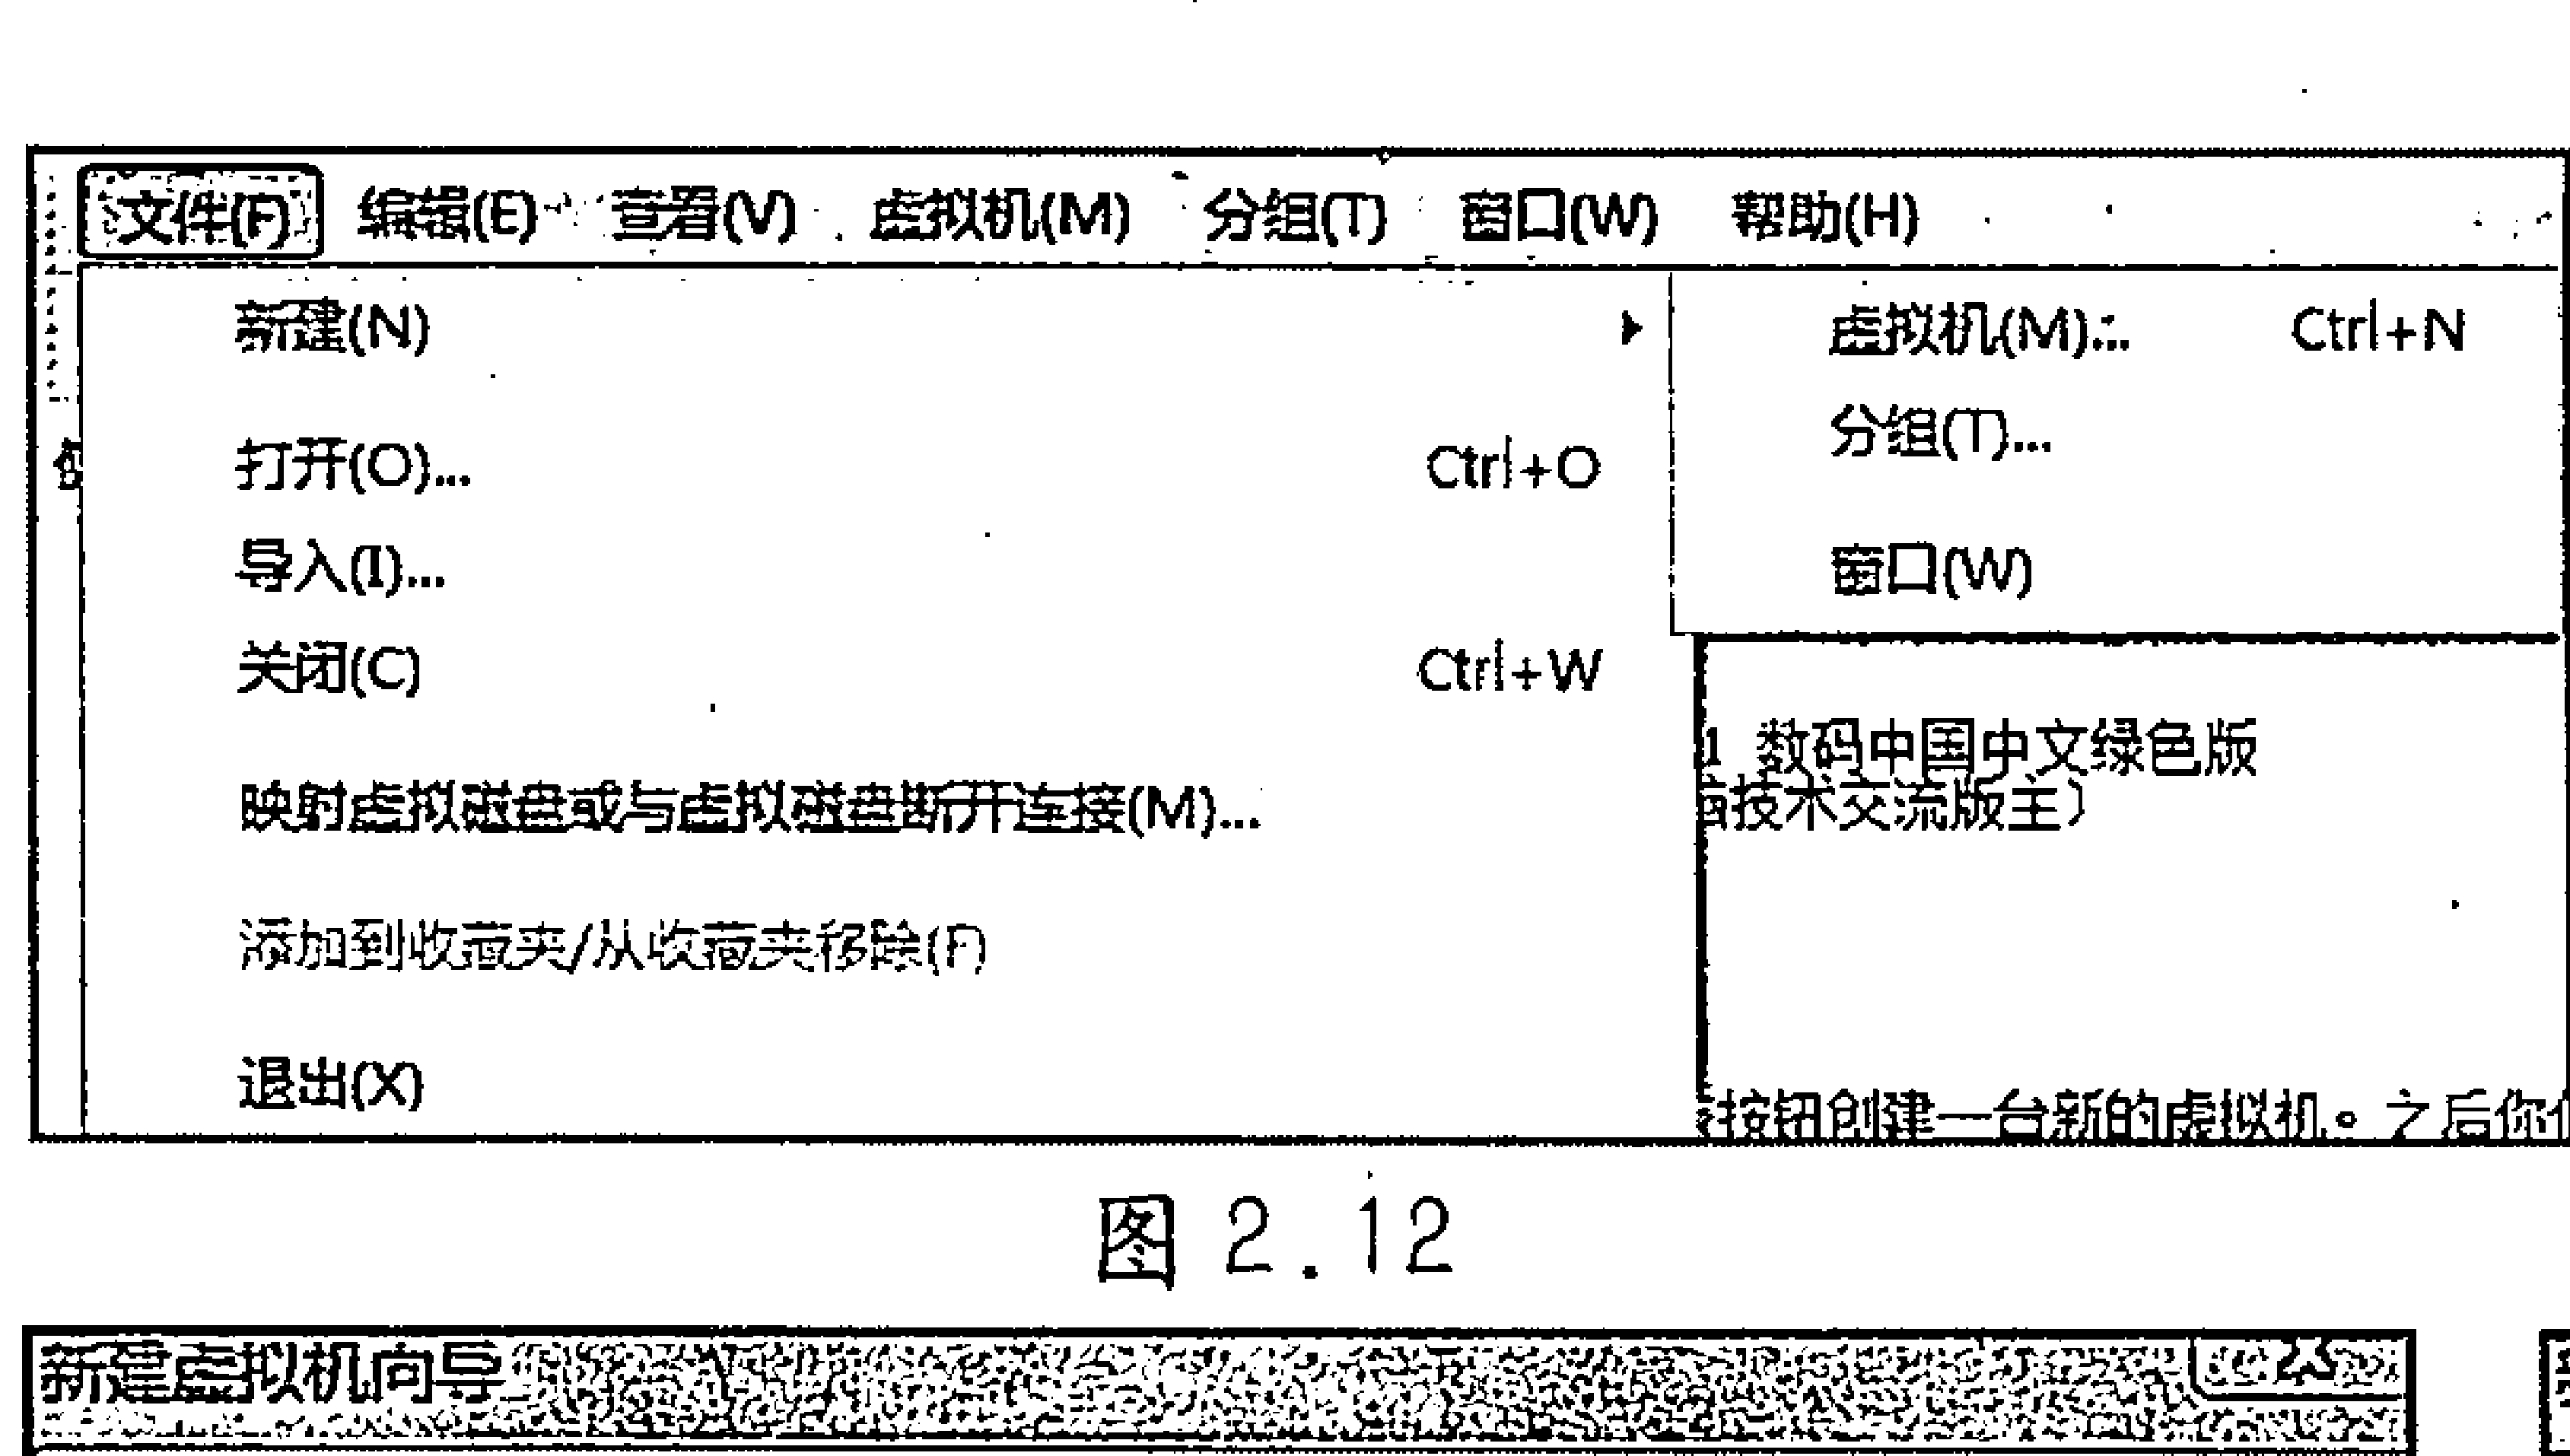 文件(F) 编辑(E) 查看(V) 虚拟机(M) 分组(T) 窗口(W) 帮助(H)
新建(N)
虚拟机(M)... Ctrl+N
分组(T)...
打开(O)... Ctrl+O
导入(I)...
窗口(W)
关闭(C) Ctrl+W
1 数码中国中文绿色版
映射虚拟磁盘或与虚拟磁盘断开连接(M)...
技术交流版主）
添加到收藏夹/从收藏夹移除(F)
退出(X)
按钮创建一台新的虚拟机。之后你
图 2.12
新建虚拟机向导